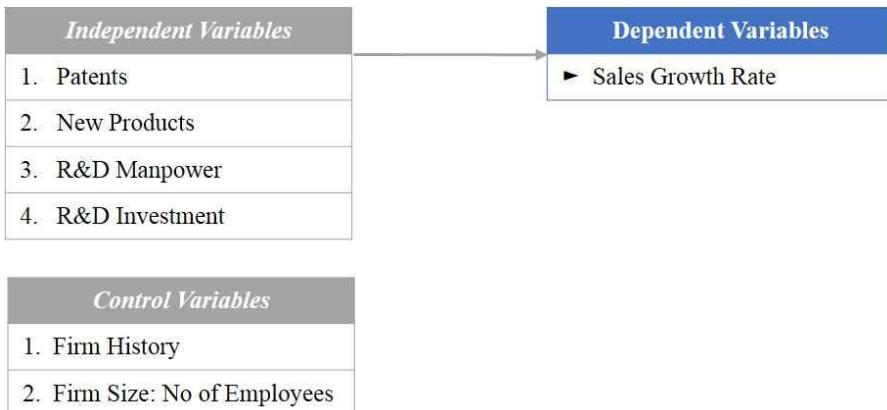 Independent Variables
1. Patents
2. New Products
3. R&D Manpower
4. R&D Investment
Dependent Variables
► Sales Growth Rate
Control Variables
1. Firm History
2. Firm Size: No of Employees